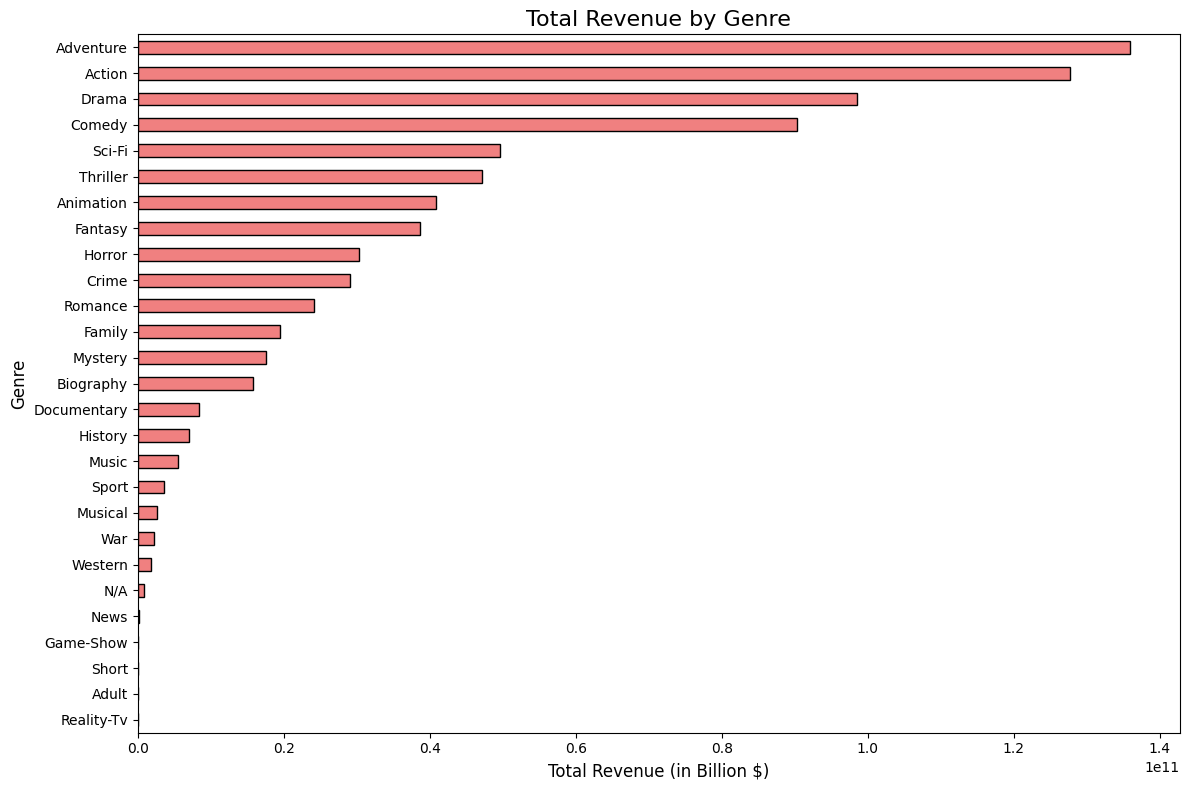 Total Revenue by Genre
Adventure
Action
Drama
Comedy
Sci-Fi
Thriller
Animation
Fantasy
Horror
Crime
Romance
Family
Mystery
Biography
Documentary
History
Music
Sport
Musical
War
Western
N/A
News
Game-Show
Short
Adult
Reality-Tv
Genre
0.0 0.2 0.4 0.6 0.8 1.0 1.2 1.4
1e11
Total Revenue (in Billion $)